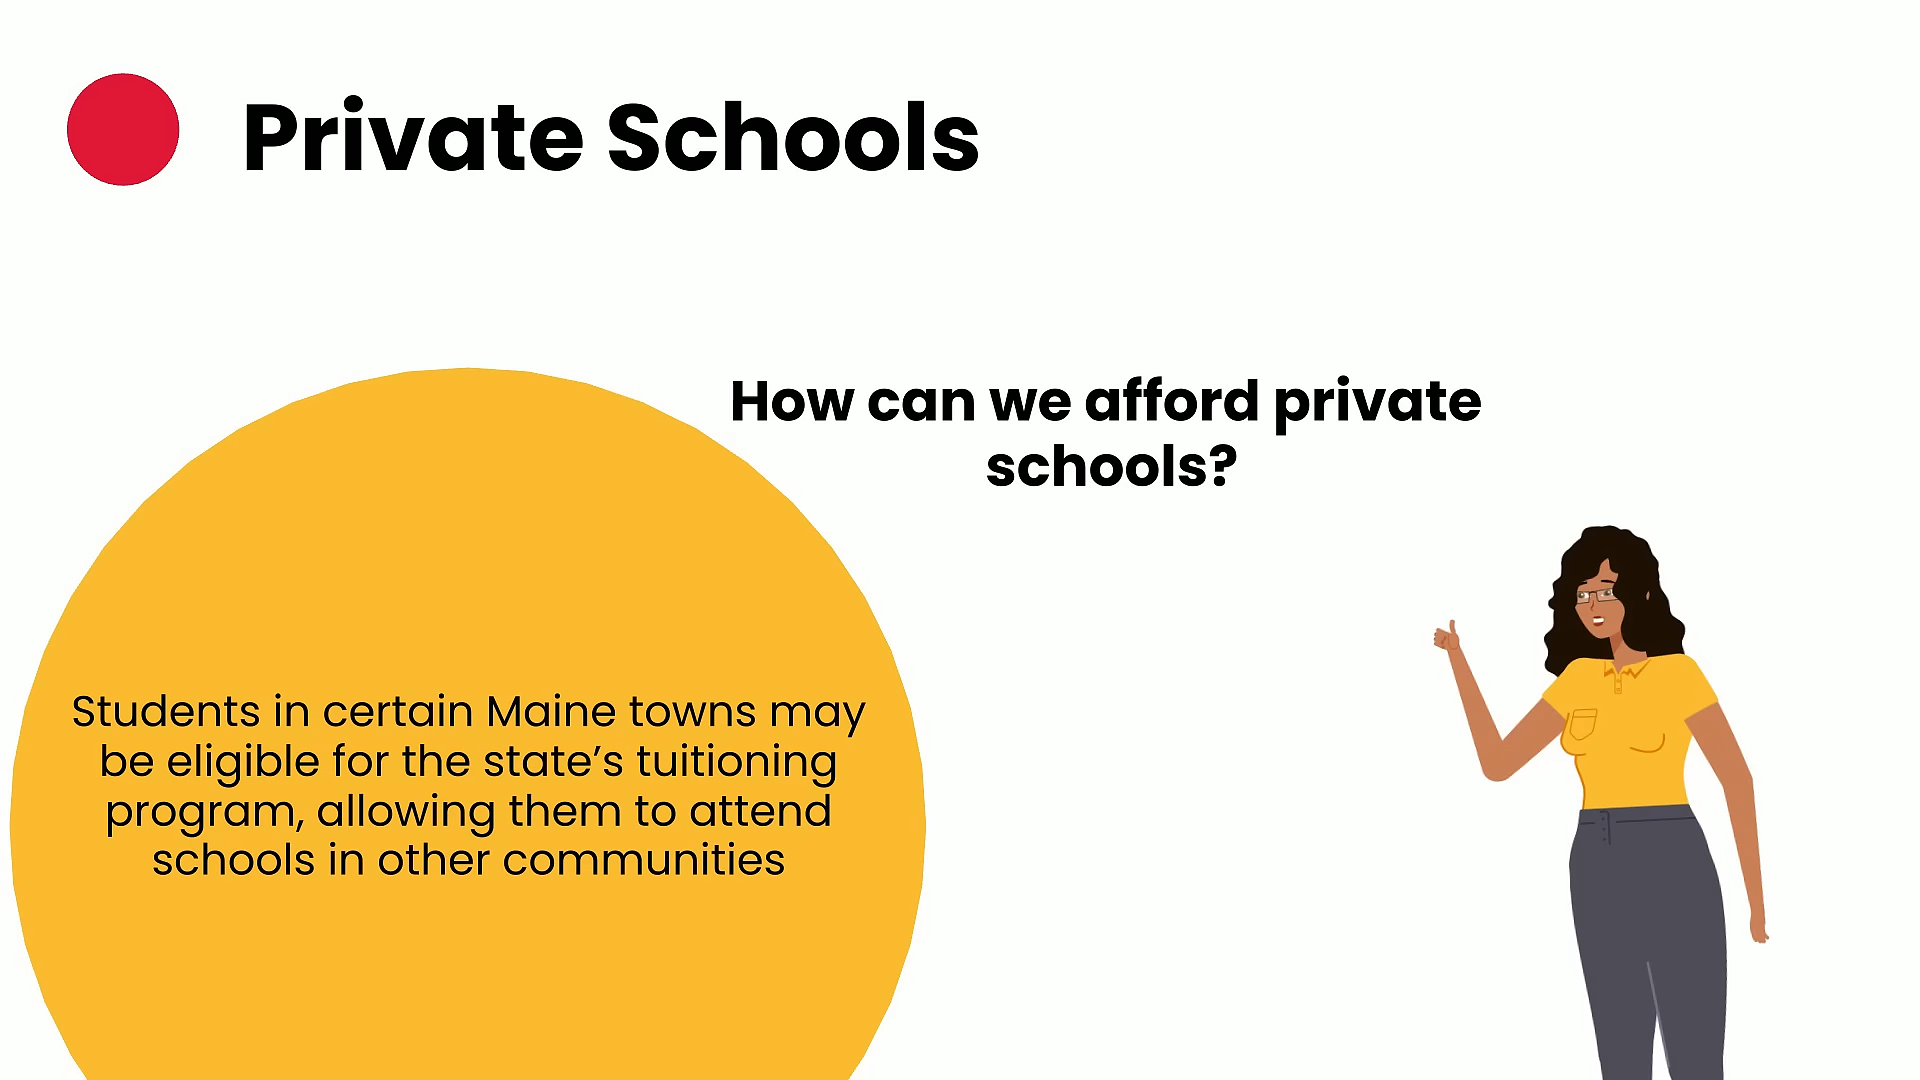 Private Schools
How can we afford private
schools?
Students in certain Maine towns may
be eligible for the state’s tuitioning
program, allowing them to attend
schools in other communities